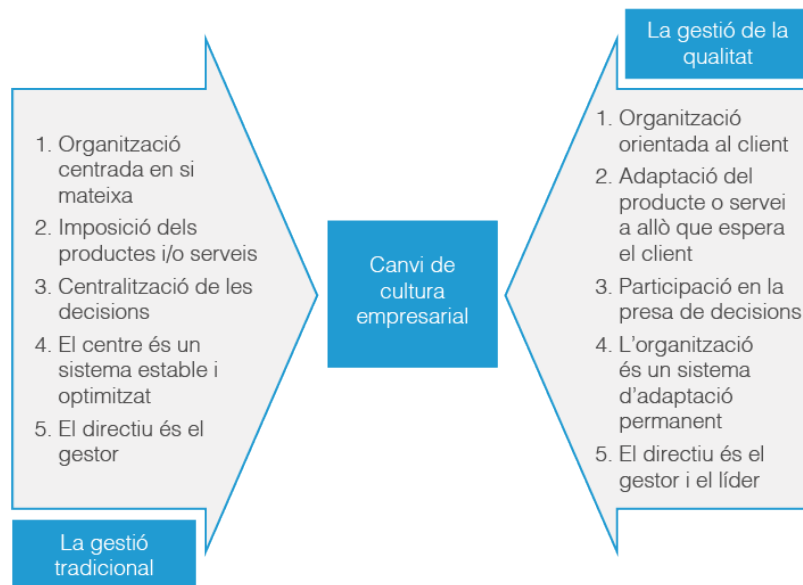 1. Organització
centrada en si
mateixa
2. Imposició dels
productes i/o serveis
3. Centralització de les
decisions
4. El centre és un
sistema estable i
optimitzat
5. El directiu és el
gestor
La gestió
tradicional
Canvi de
cultura
empresarial
La gestió de la
qualitat
1. Organització
orientada al client
2. Adaptació del
producte o servei
a allò que espera
el client
3. Participació en la
presa de decisions
4. L’organització
és un sistema
d’adaptació
permanent
5. El directiu és el
gestor i el líder